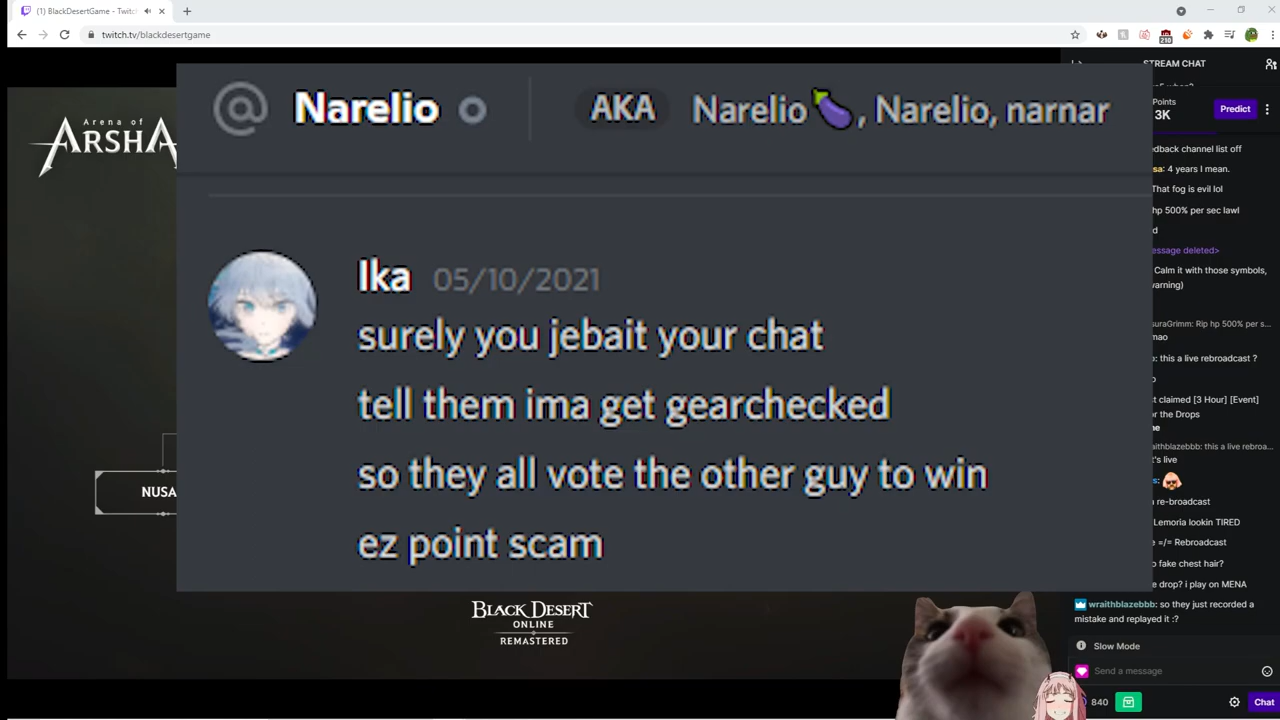 (1) BlackDesertGame - Twitc
twitch.tv/blackdesertgame
210
STREAM CHAT
Arena of
ARSHA
Narelio
AKA
Narelio🍆, Narelio, narnar
Points
3K
Predict
edback channel list off
sa: 4 years I mean.
That fog is evil lol
hp 500% per sec lawl
d
essage deleted>
Calm it with those symbols,
warning)
suraGrimm: Rip hp 500% per s...
mao
: this a live rebroadcast ?
o
t claimed [3 Hour] [Event]
or the Drops
me
aithblazebbb: this a live rebroa...
t's live
s:
n re-broadcast
Lemoria lookin TIRED
e =/= Rebroadcast
o fake chest hair?
e drop? i play on MENA
wraithblazebbb: so they just recorded a
mistake and replayed it :?
Ika 05/10/2021
surely you jebait your chat
tell them ima get gearchecked
so they all vote the other guy to win
ez point scam
NUSA
BLACK DESERT
ONLINE
REMASTERED
Slow Mode
Send a message
840
Chat